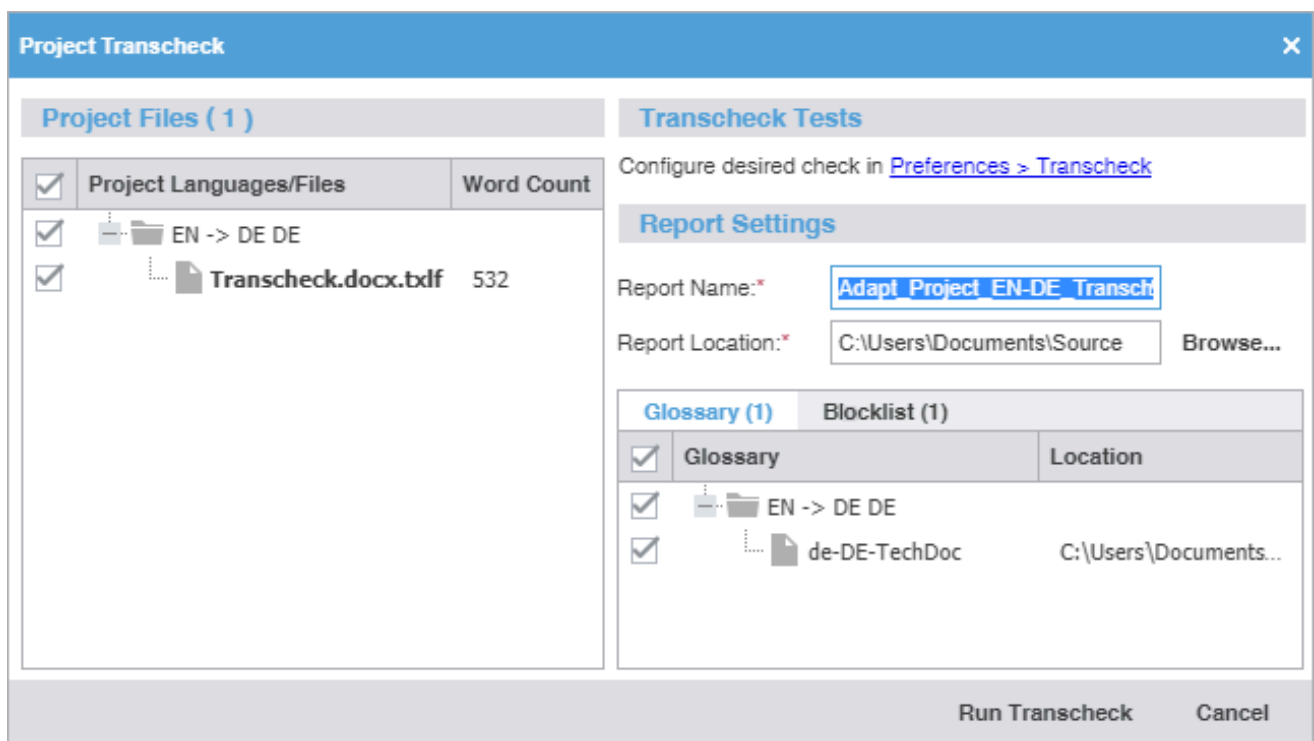 Project Transcheck
Project Files ( 1 )
Project Languages/Files Word Count
EN -> DE DE
Transcheck.docx.txlf 532
Transcheck Tests
Configure desired check in Preferences > Transcheck
Report Settings
Report Name:* Adapt_Project_EN-DE_Transch
Report Location:* C:\Users\Documents\Source Browse...
Glossary (1) Blocklist (1)
Glossary Location
EN -> DE DE
de-DE-TechDoc C:\Users\Documents...
Run Transcheck Cancel